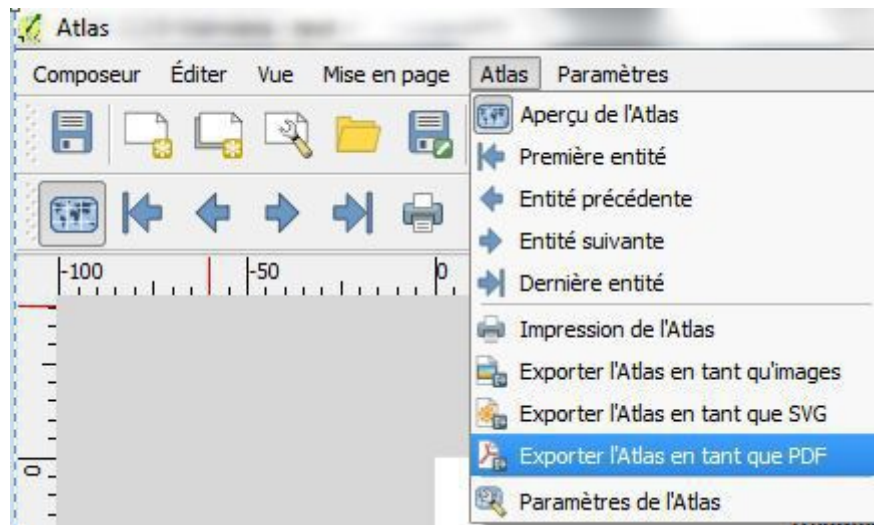 Atlas
Composeur Éditer Vue Mise en page Atlas Paramètres
Aperçu de l'Atlas
Première entité
Entité précédente
Entité suivante
-100 -50 0
Dernière entité
Impression de l'Atlas
Exporter l'Atlas en tant qu'images
Exporter l'Atlas en tant que SVG
Exporter l'Atlas en tant que PDF
0
Paramètres de l'Atlas